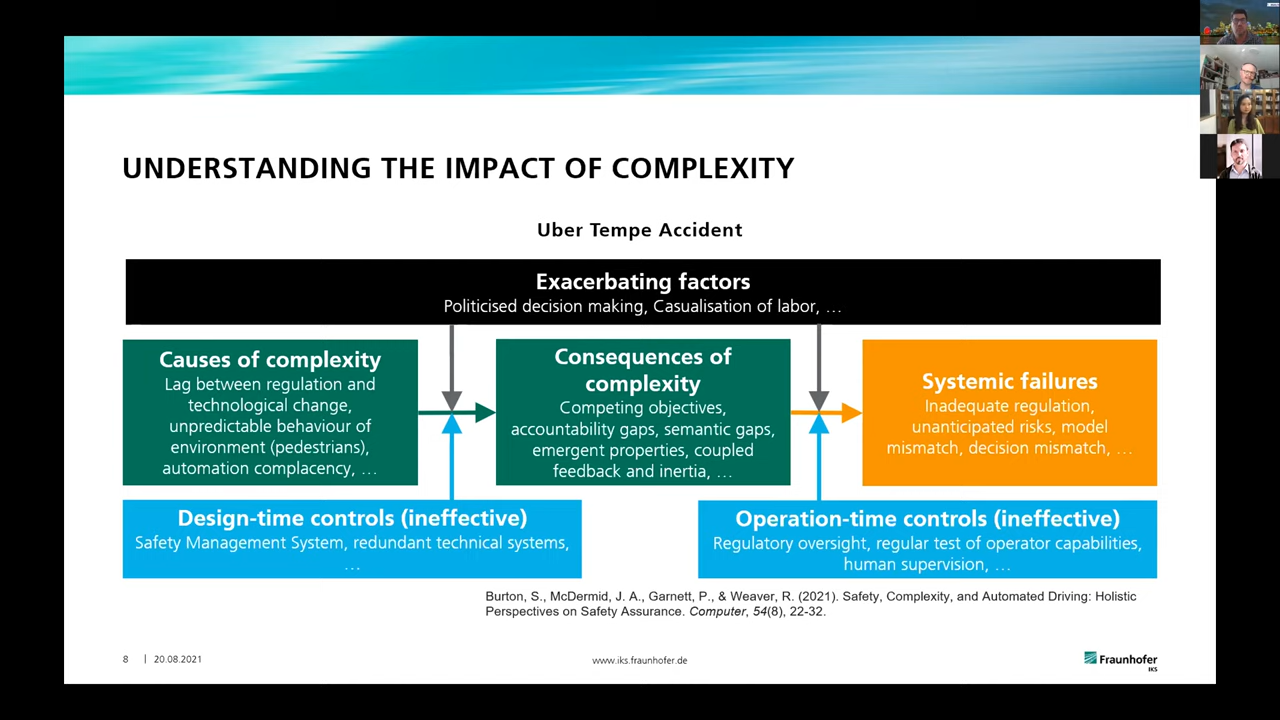 UNDERSTANDING THE IMPACT OF COMPLEXITY
Uber Tempe Accident
Exacerbating factors
Politicised decision making, Casualisation of labor, …
Causes of complexity
Lag between regulation and
technological change,
unpredictable behaviour of
environment (pedestrians),
automation complacency, …
Consequences of
complexity
Competing objectives,
accountability gaps, semantic gaps,
emergent properties, coupled
feedback and inertia, …
Systemic failures
Inadequate regulation,
unanticipated risks, model
mismatch, decision mismatch, …
Design-time controls (ineffective)
Safety Management System, redundant technical systems,
…
Operation-time controls (ineffective)
Regulatory oversight, regular test of operator capabilities,
human supervision, …
Burton, S., McDermid, J. A., Garnett, P., & Weaver, R. (2021). Safety, Complexity, and Automated Driving: Holistic
Perspectives on Safety Assurance. Computer, 54(8), 22-32.
8 | 20.08.2021
www.iks.fraunhofer.de
Fraunhofer
IKS